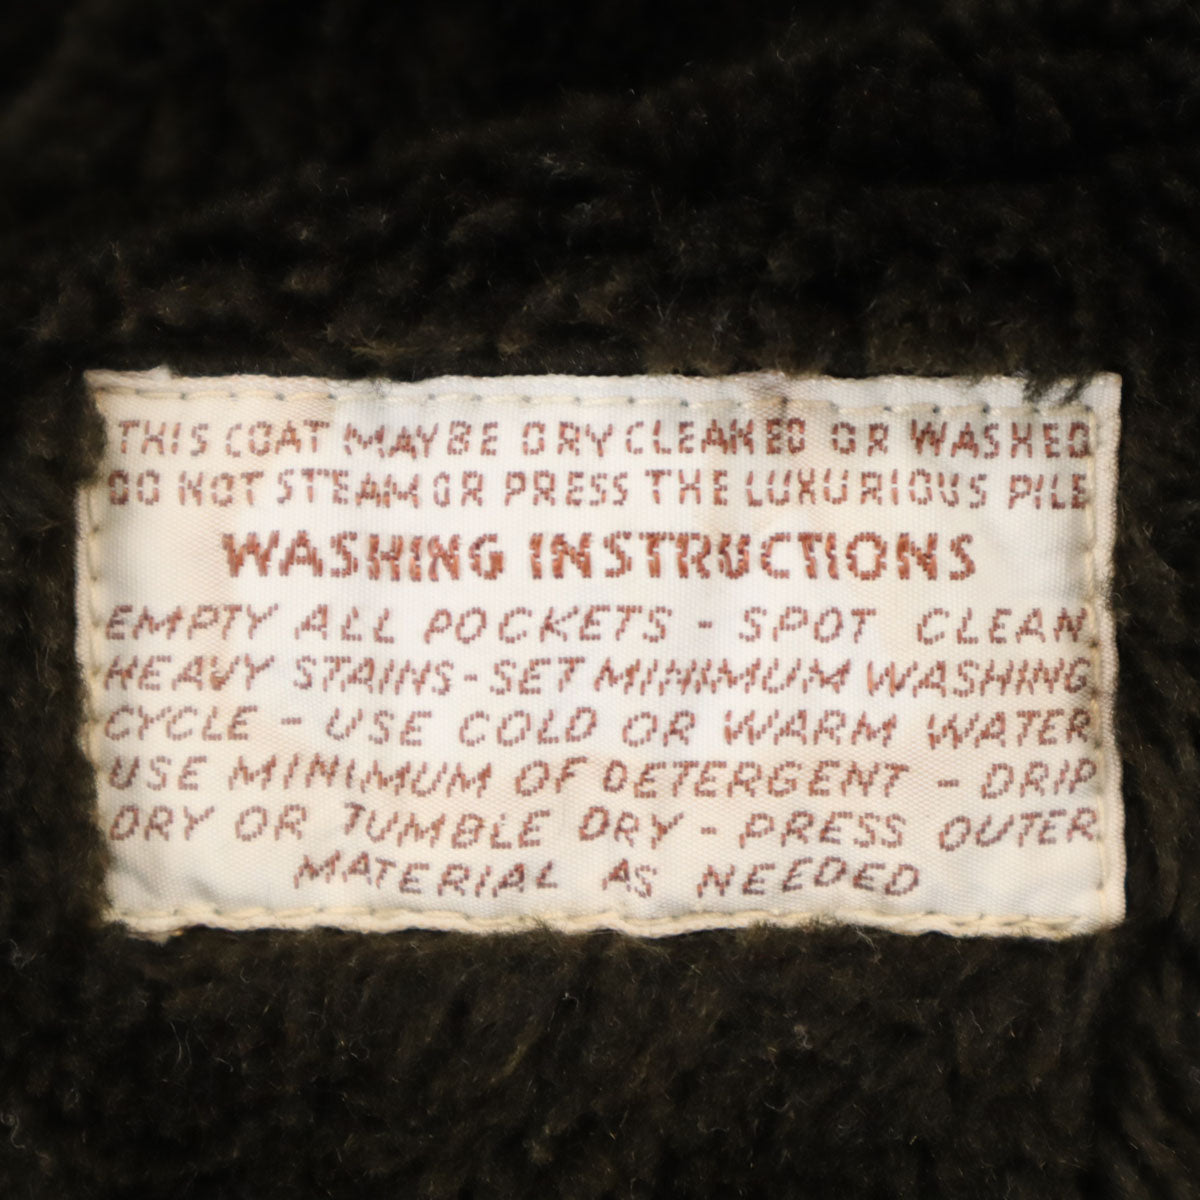 THIS COAT MAY BE DRY CLEANED OR WASHED
DO NOT STEAM OR PRESS THE LUXURIOUS PILE
WASHING INSTRUCTIONS
EMPTY ALL POCKETS - SPOT CLEAN
HEAVY STAINS - SET MINIMUM WASHING
CYCLE - USE COLD OR WARM WATER
USE MINIMUM OF DETERGENT - DRIP
DRY OR TUMBLE DRY - PRESS OUTER
MATERIAL AS NEEDED